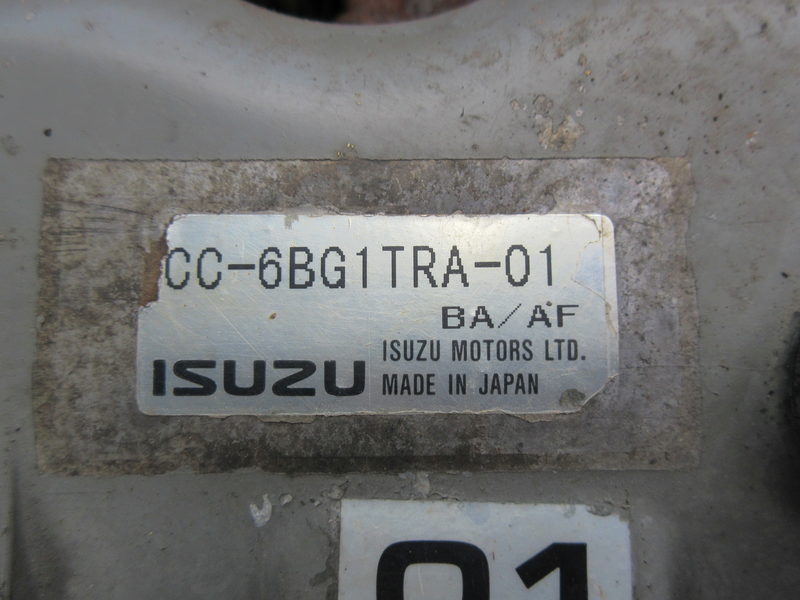 CC-6BG1TRA-01
BA/AF
ISUZU MOTORS LTD.
ISUZU MADE IN JAPAN
01